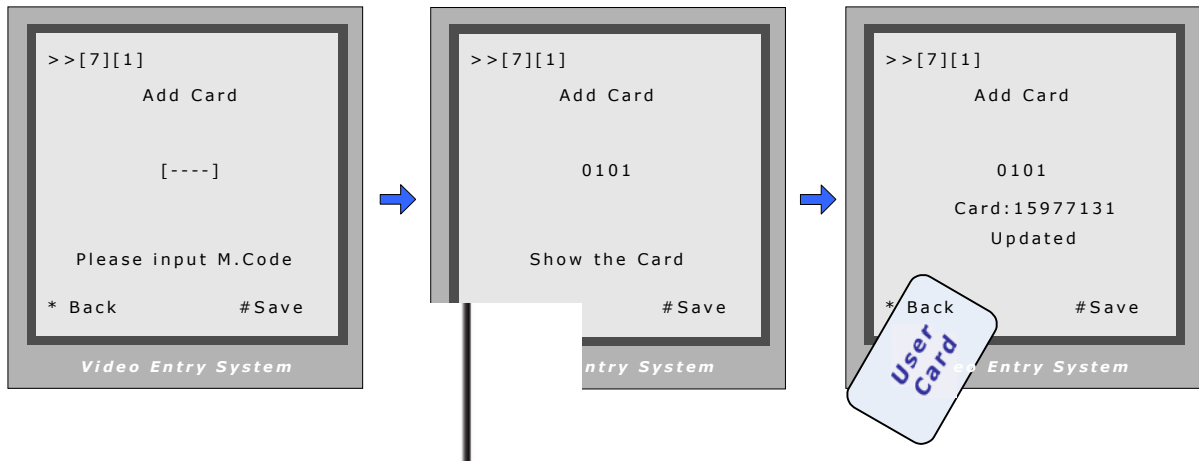 >>[7][1]
Add Card
[----]
Please input M.Code
* Back #Save
Video Entry System
>>[7][1]
Add Card
0101
Show the Card
#Save
ntry System
>>[7][1]
Add Card
0101
Card:15977131
Updated
* Back #Save
User
Card
eo Entry System